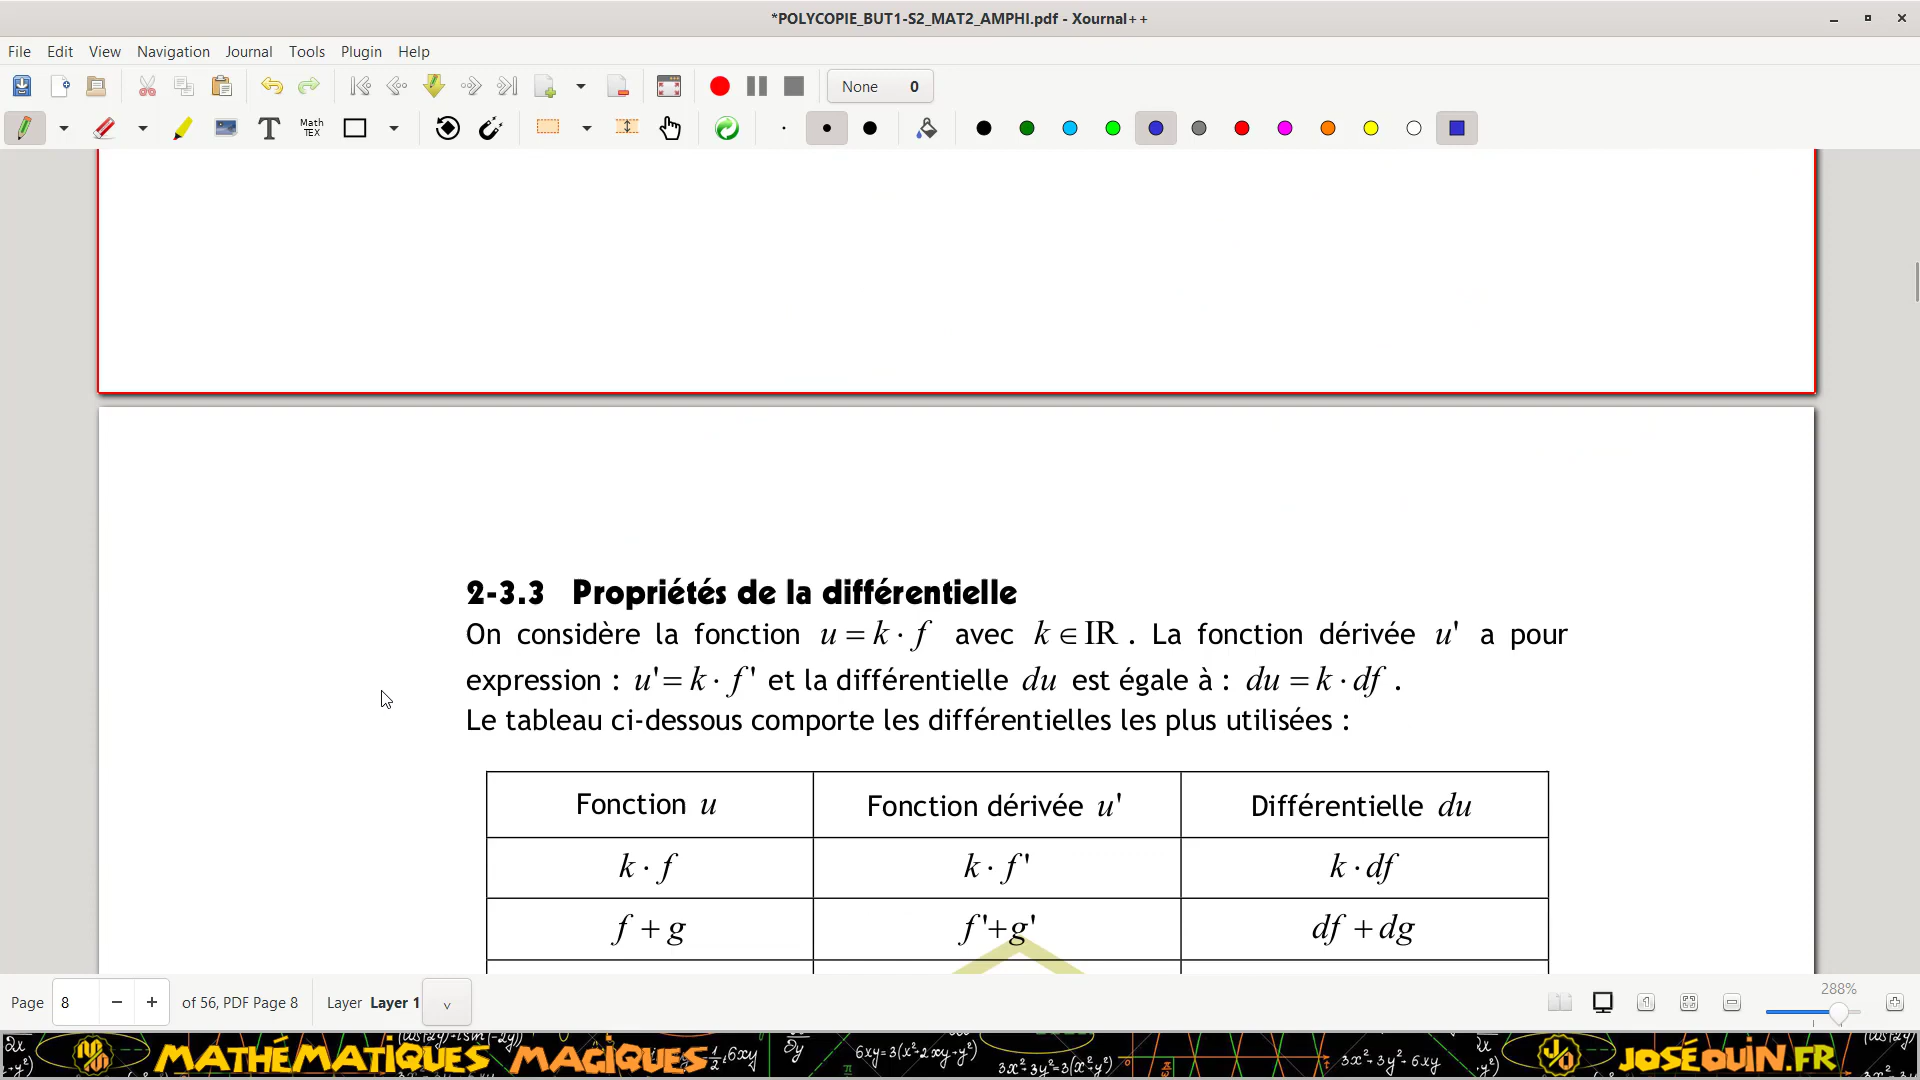 *POLYCOPIE_BUT1-S2_MAT2_AMPHI.pdf - Xournal++
File Edit View Navigation Journal Tools Plugin Help
None 0
T Math TEX
2-3.3 Propriétés de la différentielle
On considère la fonction u = k · f avec k ∈ IR . La fonction dérivée u' a pour
expression : u'= k · f ' et la différentielle du est égale à : du = k · df .
Le tableau ci-dessous comporte les différentielles les plus utilisées :
Fonction u Fonction dérivée u' Différentielle du
k · f k · f ' k · df
f + g f '+g' df + dg
Page 8 of 56, PDF Page 8 Layer Layer 1 288%
MATHÉMATIQUES MAGIQUES JOSÉOUIN.FR